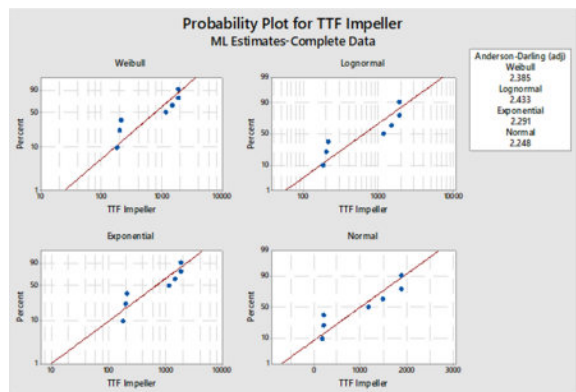 Probability Plot for TTF Impeller
ML Estimates-Complete Data
Weibull
Percent
90
50
10
1
10
100
1000
10000
TTF Impeller
Lognormal
Percent
99
90
50
10
1
100
1000
10000
TTF Impeller
Anderson-Darling (adj)
Weibull
2.385
Lognormal
2.433
Exponential
2.291
Normal
2.248
Exponential
Percent
90
50
10
1
10
100
1000
10000
TTF Impeller
Normal
Percent
99
90
50
10
1
0
1000
2000
3000
TTF Impeller